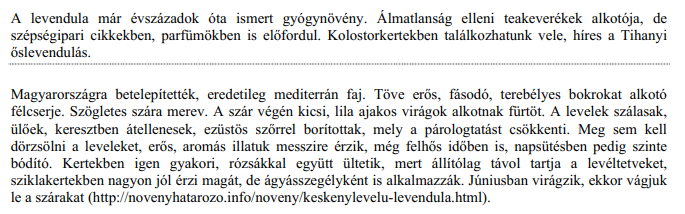 A levendula már évszázadok óta ismert gyógynövény. Álmatlanság elleni teakeverékek alkotója, de
szépségipari cikkekben, parfümökben is előfordul. Kolostorkertekben találkozhatunk vele, híres a Tihanyi
őslevendulás.
Magyarországra betelepítették, eredetileg mediterrán faj. Töve erős, fásodó, terebélyes bokrokat alkotó
félcserje. Szögletes szára merev. A szár végén kicsi, lila ajakos virágok alkotnak fürtöt. A levelek szálasak,
ülőek, keresztben átellenesek, ezüstös szőrrel borítottak, mely a párologtatást csökkenti. Meg sem kell
dörzsölni a leveleket, erős, aromás illatuk messzire érzik, még felhős időben is, napsütésben pedig szinte
bódító. Kertekben igen gyakori, rózsákkal együtt ültetik, mert állítólag távol tartja a levéltetveket,
sziklakertekben nagyon jól érzi magát, de ágyásszegélyként is alkalmazzák. Júniusban virágzik, ekkor vágjuk
le a szárakat (http://novenyhatarozo.info/noveny/keskenylevelu-levendula.html).